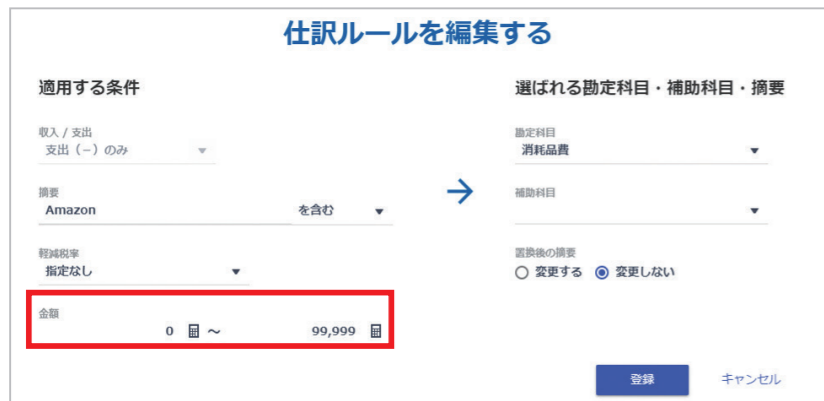 仕訳ルールを編集する
適用する条件
収入 / 支出
支出（−）のみ
摘要
Amazon を含む
軽減税率
指定なし
金額
0 ～ 99,999
→
選ばれる勘定科目・補助科目・摘要
勘定科目
消耗品費
補助科目
置換後の摘要
変更する 変更しない
登録 キャンセル